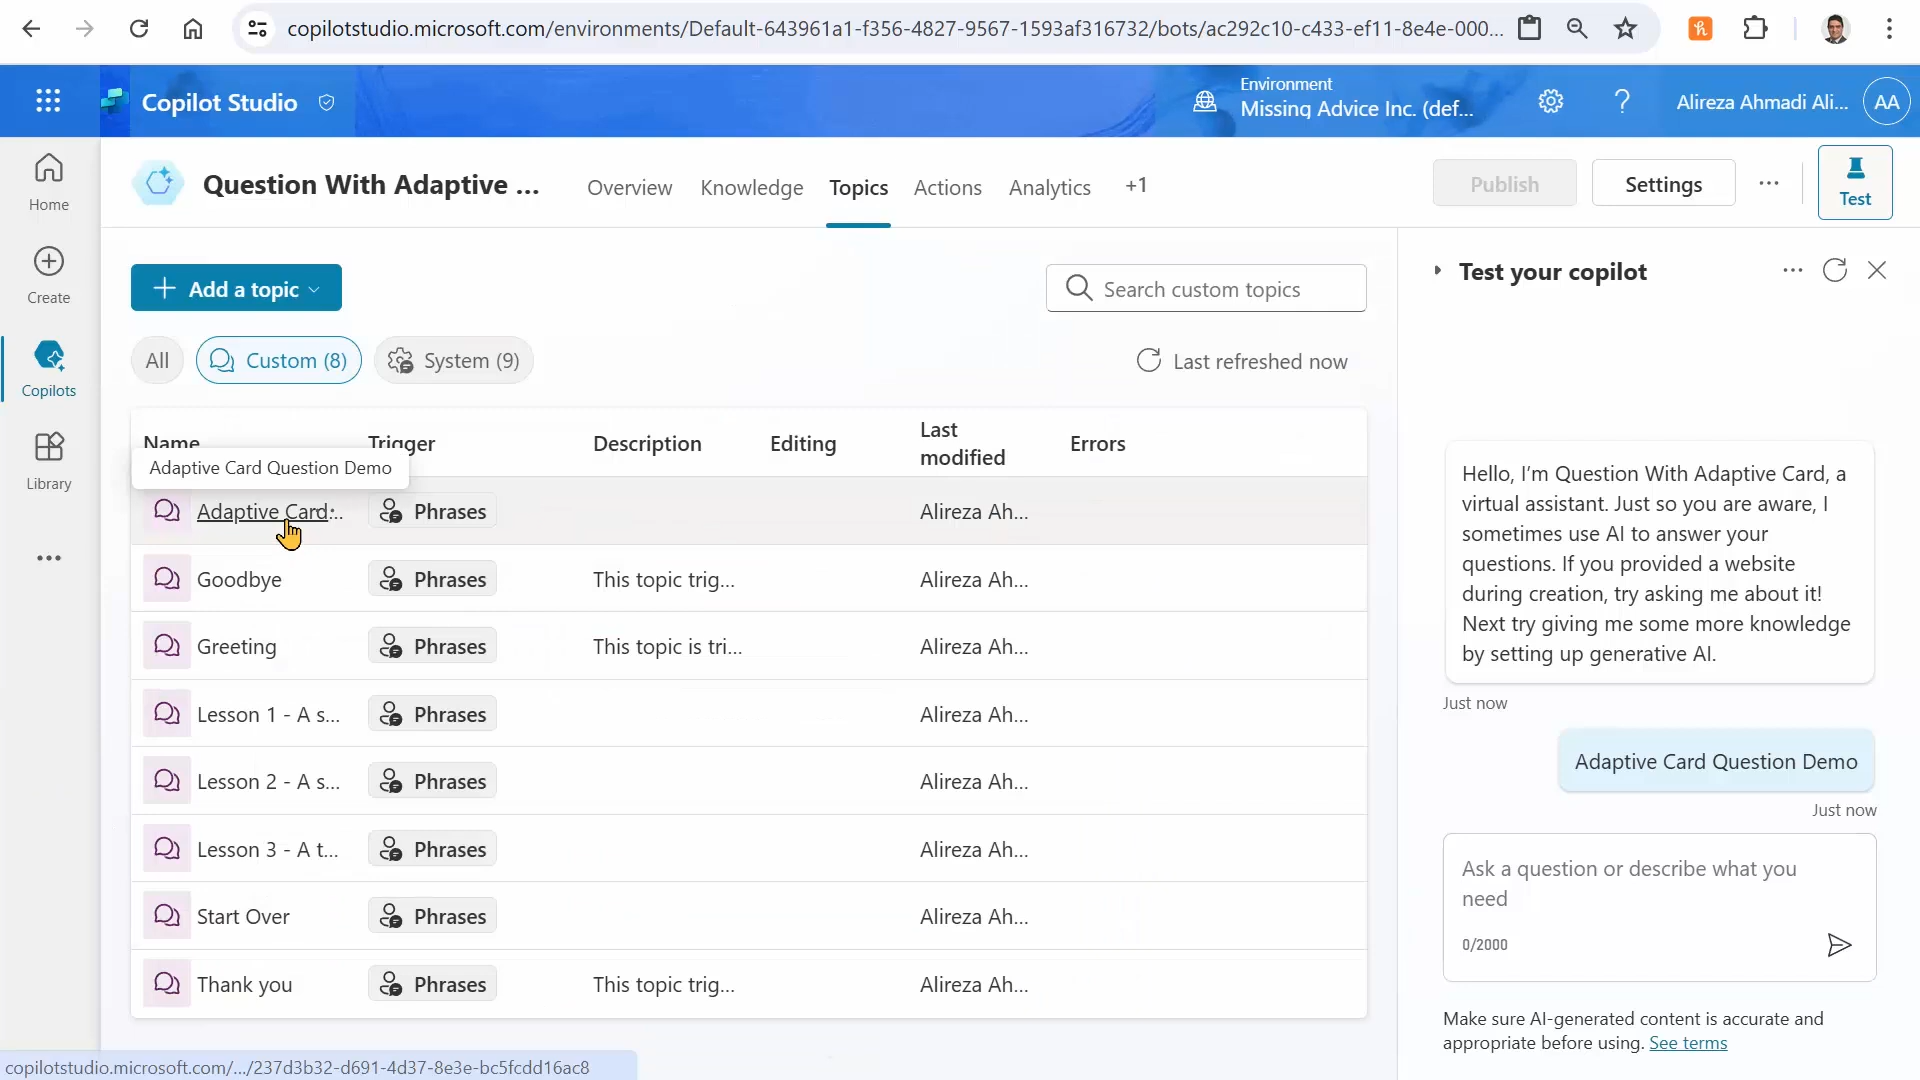 copilotstudio.microsoft.com/environments/Default-643961a1-f356-4827-9567-1593af316732/bots/ac292c10-c433-ef11-8e4e-000...
Copilot Studio
Environment
Missing Advice Inc. (def...
Alireza Ahmadi Ali...
AA
Question With Adaptive ...
Overview
Knowledge
Topics
Actions
Analytics
+1
Publish
Settings
Test
Home
Create
Copilots
Library
Add a topic
Search custom topics
All
Custom (8)
System (9)
Last refreshed now
Name
Trigger
Description
Editing
Last
modified
Errors
Adaptive Card Question Demo
Adaptive Card:..
Phrases
Alireza Ah...
Goodbye
Phrases
This topic trig...
Alireza Ah...
Greeting
Phrases
This topic is tri...
Alireza Ah...
Lesson 1 - A s...
Phrases
Alireza Ah...
Lesson 2 - A s...
Phrases
Alireza Ah...
Lesson 3 - A t...
Phrases
Alireza Ah...
Start Over
Phrases
Alireza Ah...
Thank you
Phrases
This topic trig...
Alireza Ah...
Test your copilot
Hello, I'm Question With Adaptive Card, a
virtual assistant. Just so you are aware, I
sometimes use AI to answer your
questions. If you provided a website
during creation, try asking me about it!
Next try giving me some more knowledge
by setting up generative AI.
Just now
Adaptive Card Question Demo
Just now
Ask a question or describe what you
need
0/2000
Make sure AI-generated content is accurate and
appropriate before using. See terms
copilotstudio.microsoft.com/.../237d3b32-d691-4d37-8e3e-bc5fcdd16ac8